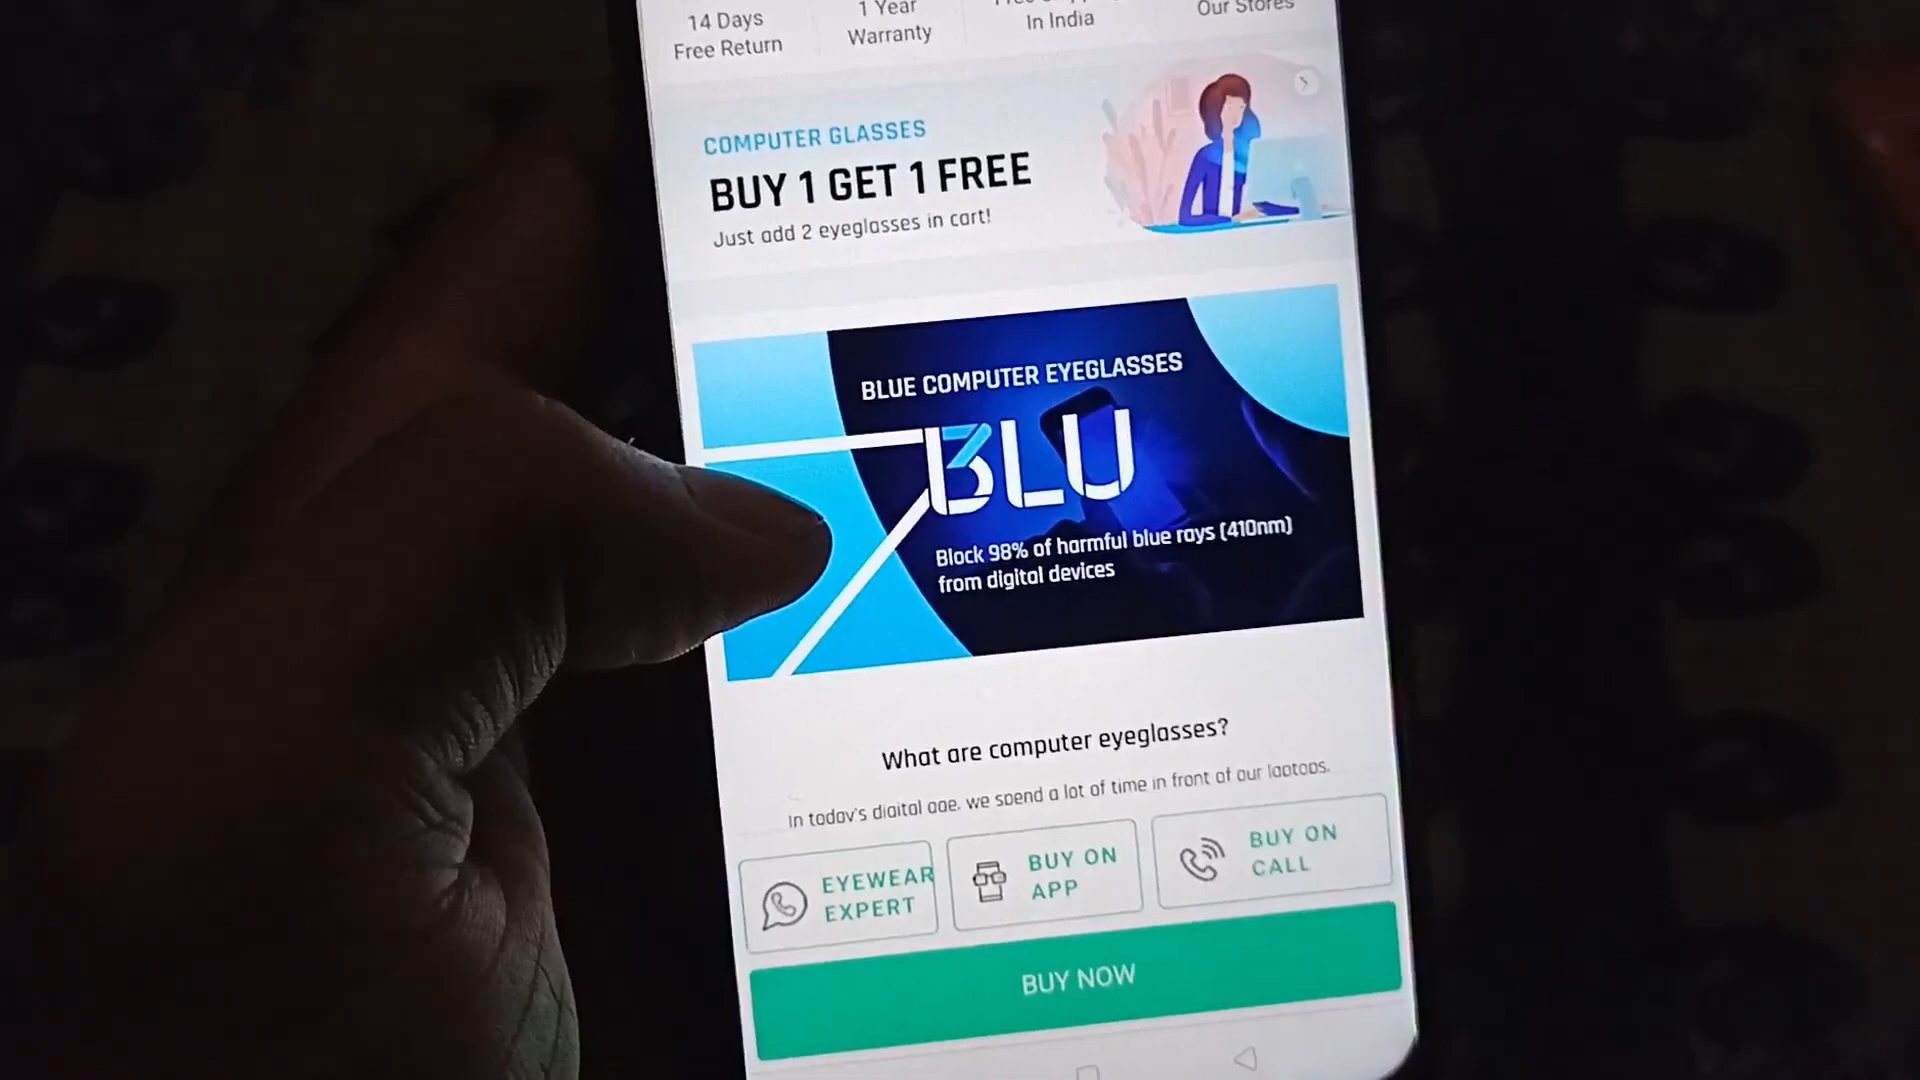 14 Days
Free Return
1 Year
Warranty
In India
Our Stores
COMPUTER GLASSES
BUY 1 GET 1 FREE
Just add 2 eyeglasses in cart!
BLUE COMPUTER EYEGLASSES
BLU
Block 98% of harmful blue rays (410nm)
from digital devices
What are computer eyeglasses?
In today's digital age, we spend a lot of time in front of our laptops,
EYEWEAR
EXPERT
BUY ON
APP
BUY ON
CALL
BUY NOW